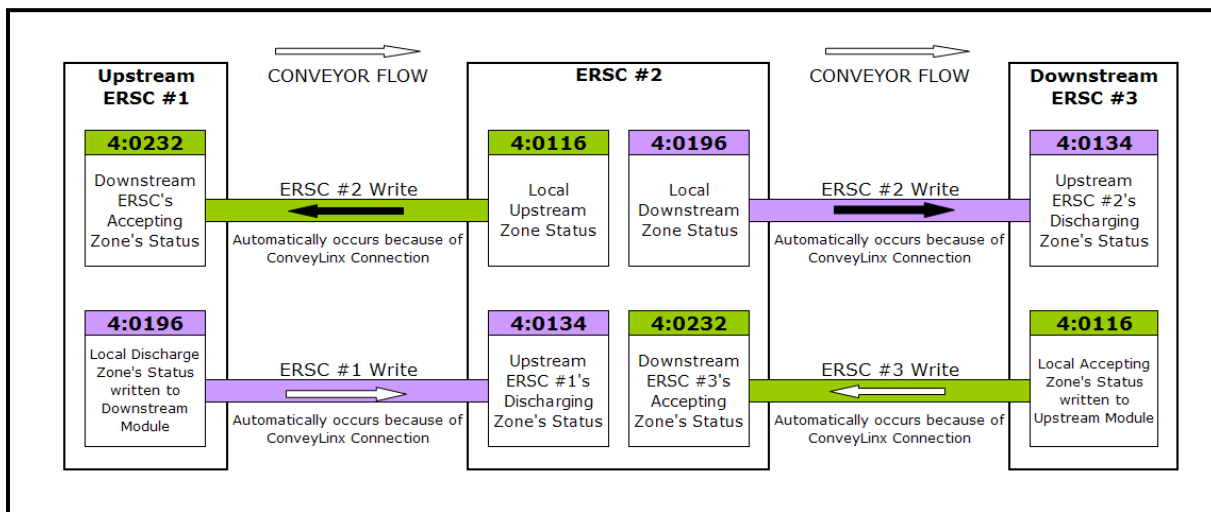 CONVEYOR FLOW
CONVEYOR FLOW
Upstream
ERSC #1
ERSC #2
Downstream
ERSC #3
4:0232
Downstream
ERSC's
Accepting
Zone's Status
ERSC #2 Write
Automatically occurs because of
ConveyLinx Connection
4:0116
Local
Upstream
Zone Status
4:0196
Local
Downstream
Zone Status
ERSC #2 Write
Automatically occurs because of
ConveyLinx Connection
4:0134
Upstream
ERSC #2's
Discharging
Zone's Status
4:0196
Local Discharge
Zone's Status
written to
Downstream
Module
ERSC #1 Write
Automatically occurs because of
ConveyLinx Connection
4:0134
Upstream
ERSC #1's
Discharging
Zone's Status
4:0232
Downstream
ERSC #3's
Accepting
Zone's Status
ERSC #3 Write
Automatically occurs because of
ConveyLinx Connection
4:0116
Local Accepting
Zone's Status
written to
Upstream Module